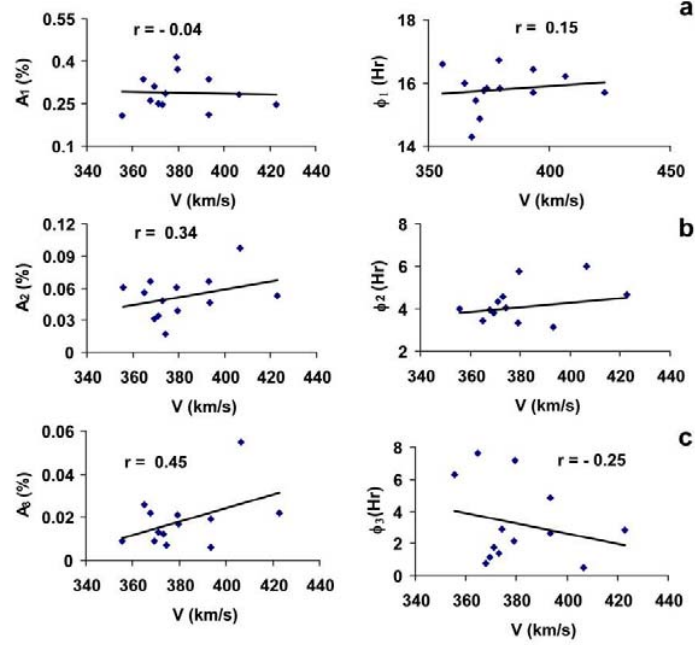 a
0.55
0.4
0.25
0.1
A1 (%)
r = - 0.04
340 360 380 400 420 440
V (km/s)
18
16
14
ϕ1 (Hr)
r = 0.15
350 400 450
V (km/s)
b
0.12
0.09
0.06
0.03
0
A2 (%)
r = 0.34
340 360 380 400 420 440
V (km/s)
8
6
4
2
ϕ2 (Hr)
340 360 380 400 420 440
V (km/s)
c
0.06
0.04
0.02
0
A3 (%)
r = 0.45
340 360 380 400 420 440
V (km/s)
8
6
4
2
0
ϕ3(Hr)
r = - 0.25
340 360 380 400 420 440
V (km/s)